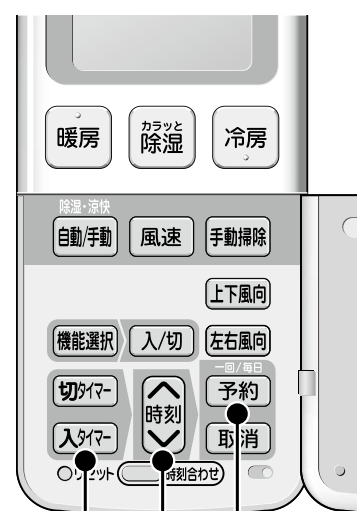 暖房
カラッと
除湿
冷房
除湿・涼快
自動/手動
風速
手動掃除
上下風向
機能選択
入/切
左右風向
一回/毎日
切タイマー
時刻
予約
入タイマー
取消
リセット
時刻合わせ